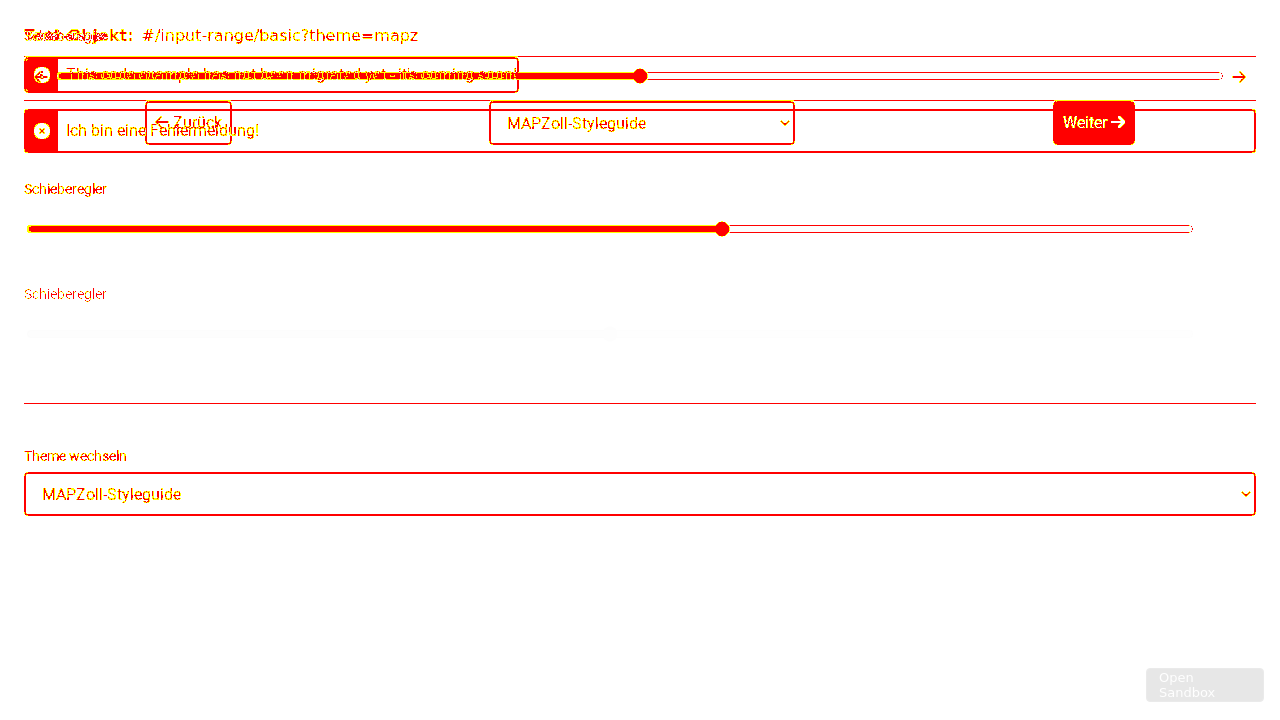 Test-Objekt: #/input-range/basic?theme=mapz
This code example has not been migrated yet - it's coming soon!
← Zurück
MAPZoll-Styleguide
Weiter →
Ich bin eine Fehlermeldung!
Schieberegler
Schieberegler
Theme wechseln
MAPZoll-Styleguide
Open
Sandbox